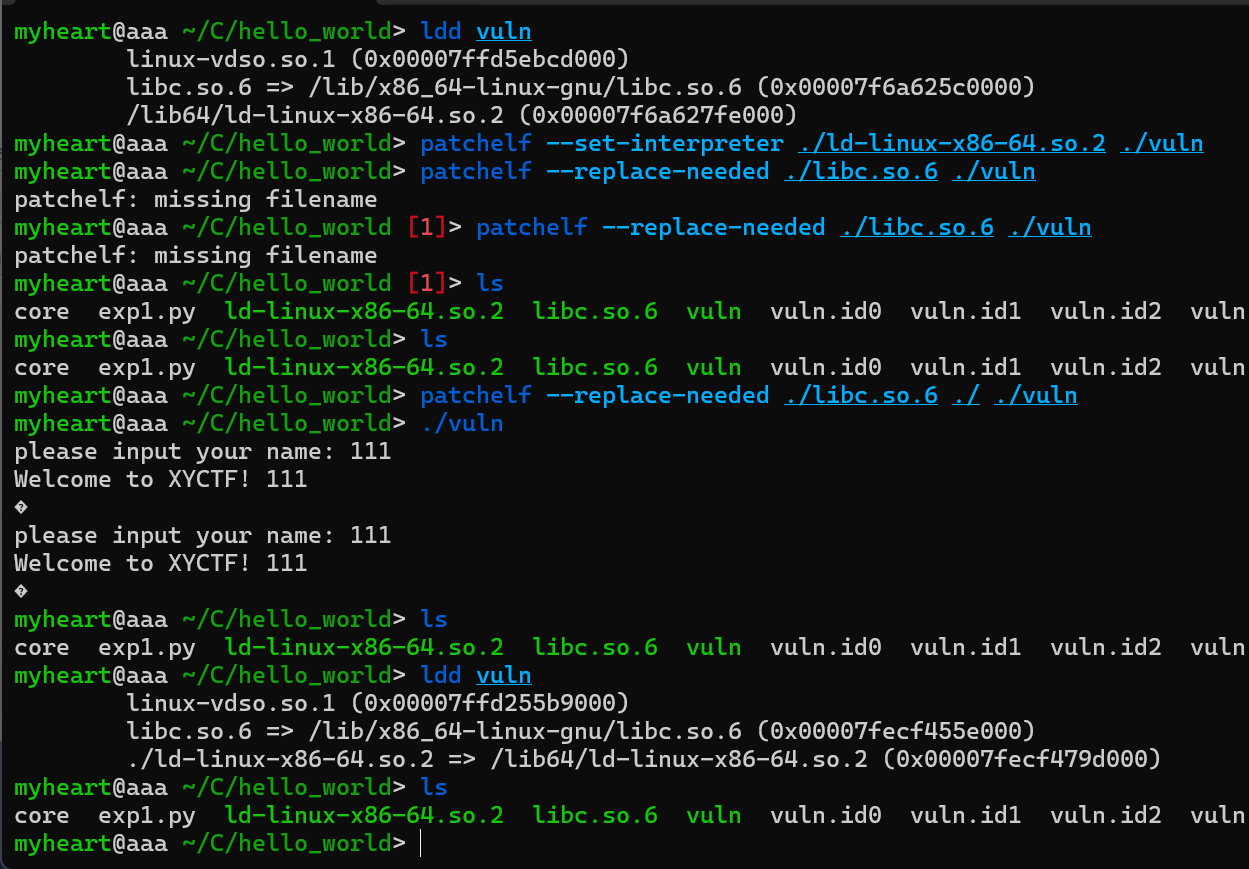 myheart@aaa ~/C/hello_world> ldd vuln
linux-vdso.so.1 (0x00007ffd5ebcd000)
libc.so.6 => /lib/x86_64-linux-gnu/libc.so.6 (0x00007f6a625c0000)
/lib64/ld-linux-x86-64.so.2 (0x00007f6a627fe000)
myheart@aaa ~/C/hello_world> patchelf --set-interpreter ./ld-linux-x86-64.so.2 ./vuln
myheart@aaa ~/C/hello_world> patchelf --replace-needed ./libc.so.6 ./vuln
patchelf: missing filename
myheart@aaa ~/C/hello_world [1]> patchelf --replace-needed ./libc.so.6 ./vuln
patchelf: missing filename
myheart@aaa ~/C/hello_world [1]> ls
core  exp1.py  ld-linux-x86-64.so.2  libc.so.6  vuln  vuln.id0  vuln.id1  vuln.id2  vuln
myheart@aaa ~/C/hello_world> ls
core  exp1.py  ld-linux-x86-64.so.2  libc.so.6  vuln  vuln.id0  vuln.id1  vuln.id2  vuln
myheart@aaa ~/C/hello_world> patchelf --replace-needed ./libc.so.6 ./ ./vuln
myheart@aaa ~/C/hello_world> ./vuln
please input your name: 111
Welcome to XYCTF! 111
�
please input your name: 111
Welcome to XYCTF! 111
�
myheart@aaa ~/C/hello_world> ls
core  exp1.py  ld-linux-x86-64.so.2  libc.so.6  vuln  vuln.id0  vuln.id1  vuln.id2  vuln
myheart@aaa ~/C/hello_world> ldd vuln
linux-vdso.so.1 (0x00007ffd255b9000)
libc.so.6 => /lib/x86_64-linux-gnu/libc.so.6 (0x00007fecf455e000)
./ld-linux-x86-64.so.2 => /lib64/ld-linux-x86-64.so.2 (0x00007fecf479d000)
myheart@aaa ~/C/hello_world> ls
core  exp1.py  ld-linux-x86-64.so.2  libc.so.6  vuln  vuln.id0  vuln.id1  vuln.id2  vuln
myheart@aaa ~/C/hello_world>